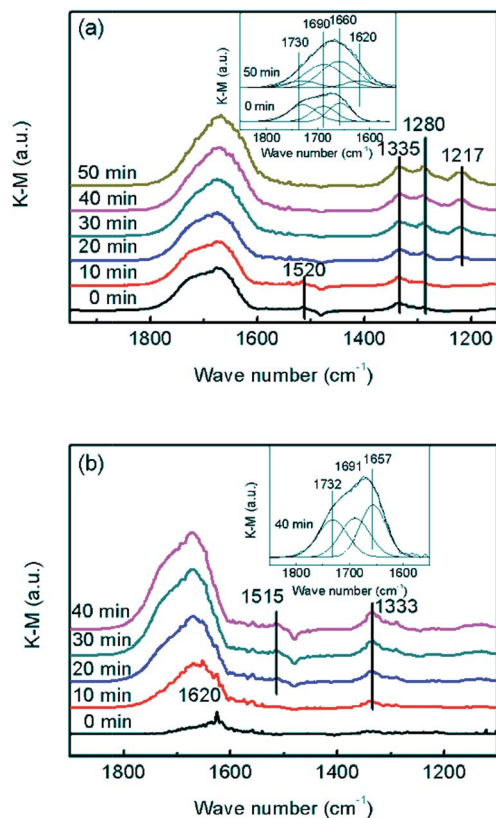 (a)
1690 1660
1730 1620
50 min
0 min
K-M (a.u.)
1800 1700 1600
Wave number (cm-1)
1335 1280 1217
50 min
40 min
30 min
20 min
10 min
0 min
1520
K-M (a.u.)
1800 1600 1400 1200
Wave number (cm-1)
(b)
1691 1657
1732
40 min
K-M (a.u.)
1800 1700 1600
Wave number (cm-1)
1515 1333
40 min
30 min
20 min
10 min
0 min
1620
K-M (a.u.)
1800 1600 1400 1200
Wave number (cm-1)